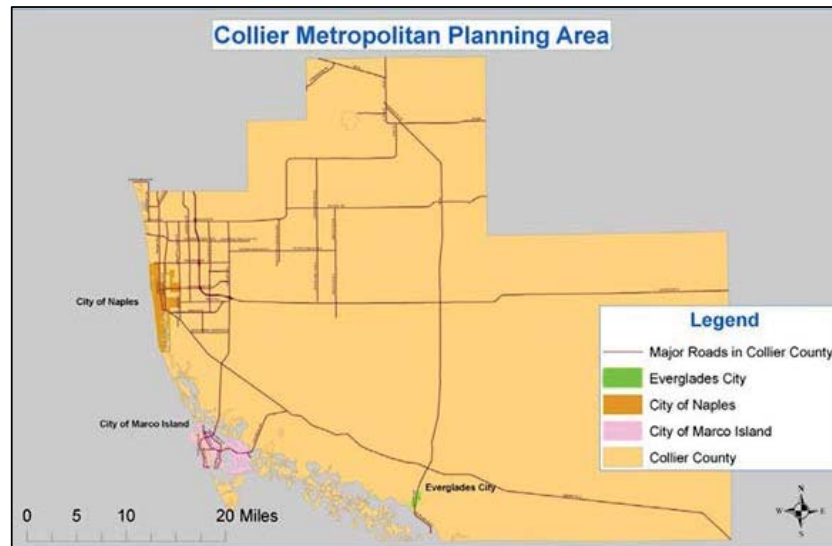 Collier Metropolitan Planning Area
City of Naples
City of Marco Island
Everglades City
Legend
Major Roads in Collier County
Everglades City
City of Naples
City of Marco Island
Collier County
0 5 10 20 Miles
N
W E
S